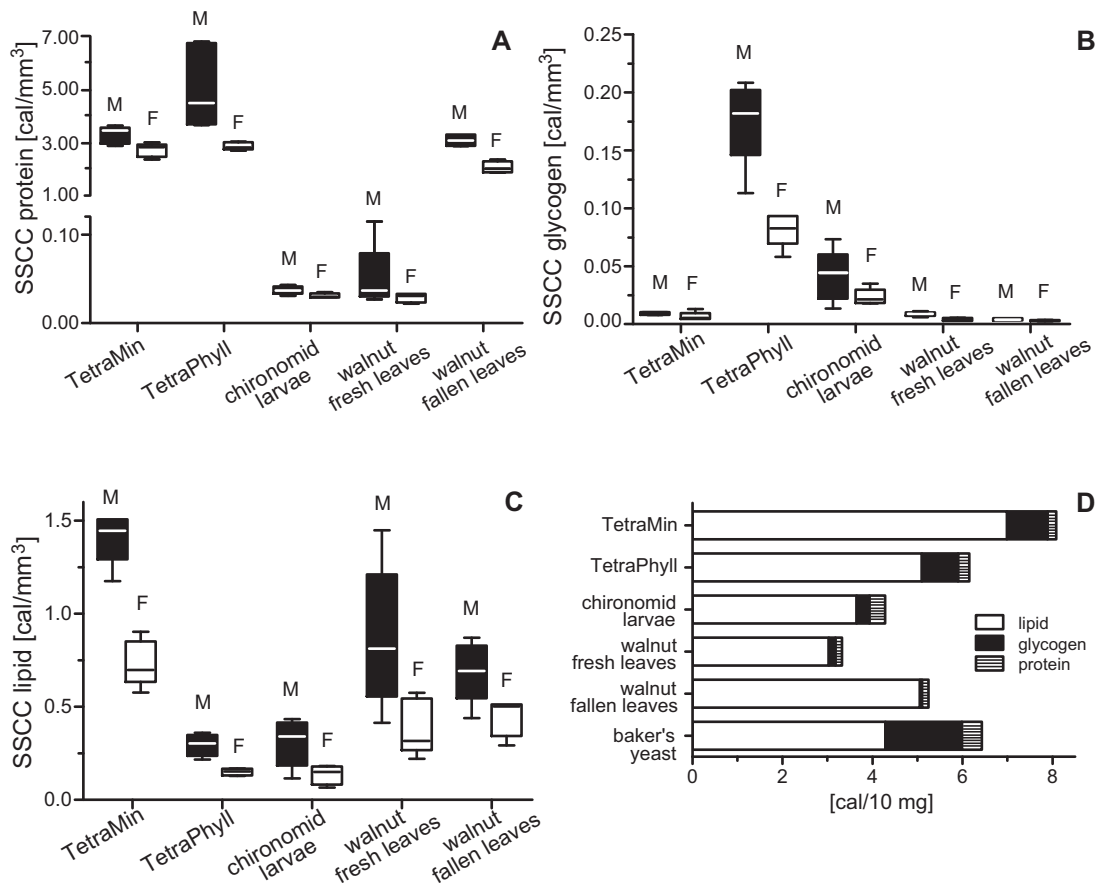 A
SSCC protein [cal/mm³]
7.00
5.00
3.00
1.00
0.10
0.00
M
F
M
F
M
F
M
F
M
F
TetraMin
TetraPhyll
chironomid
larvae
walnut
fresh leaves
walnut
fallen leaves
B
SSCC glycogen [cal/mm³]
0.25
0.20
0.15
0.10
0.05
0.00
M
F
M
F
M
F
M
F
M
F
TetraMin
TetraPhyll
chironomid
larvae
walnut
fresh leaves
walnut
fallen leaves
C
SSCC lipid [cal/mm³]
1.5
1.0
0.5
0.0
M
F
M
F
M
F
M
F
M
F
TetraMin
TetraPhyll
chironomid
larvae
walnut
fresh leaves
walnut
fallen leaves
D
TetraMin
TetraPhyll
chironomid
larvae
walnut
fresh leaves
walnut
fallen leaves
baker's
yeast
lipid
glycogen
protein
0
2
4
6
8
[cal/10 mg]